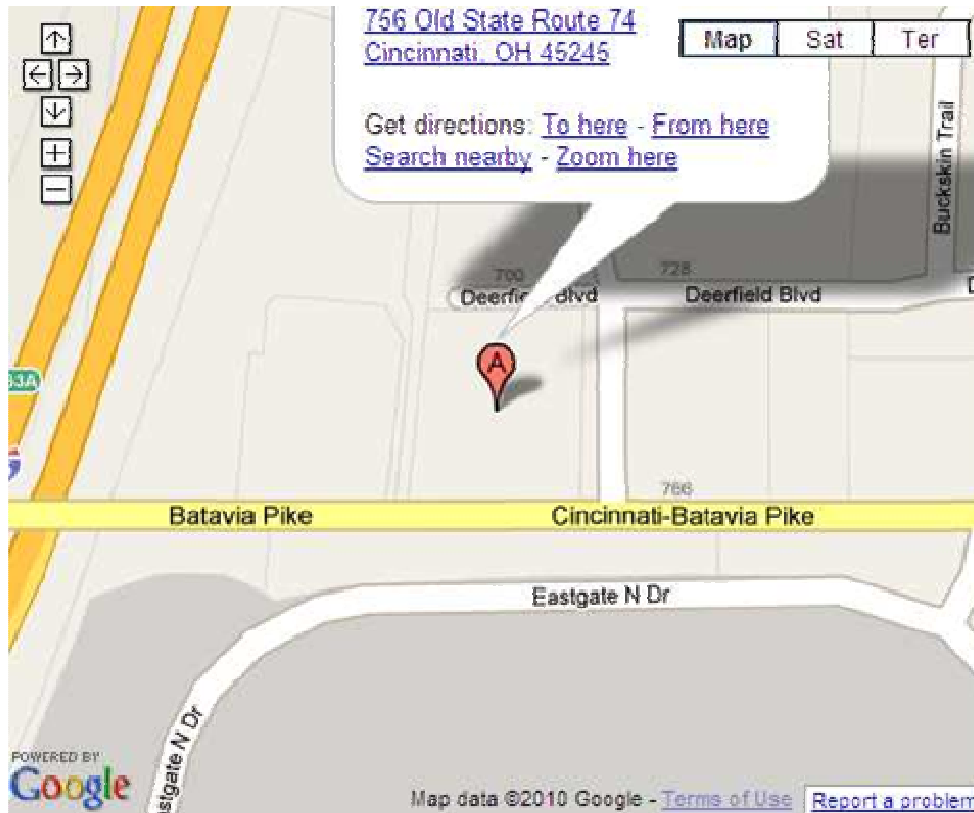 756 Old State Route 74
Cincinnati, OH 45245
Map
Sat
Ter
Get directions: To here - From here
Search nearby - Zoom here
Buckskin Trail
700
728
Deerfield Blvd
Deerfield Blvd
A
63A
766
Batavia Pike
Cincinnati-Batavia Pike
Eastgate N Dr
stgate N Dr
POWERED BY
Google
Map data ©2010 Google - Terms of Use
Report a problem